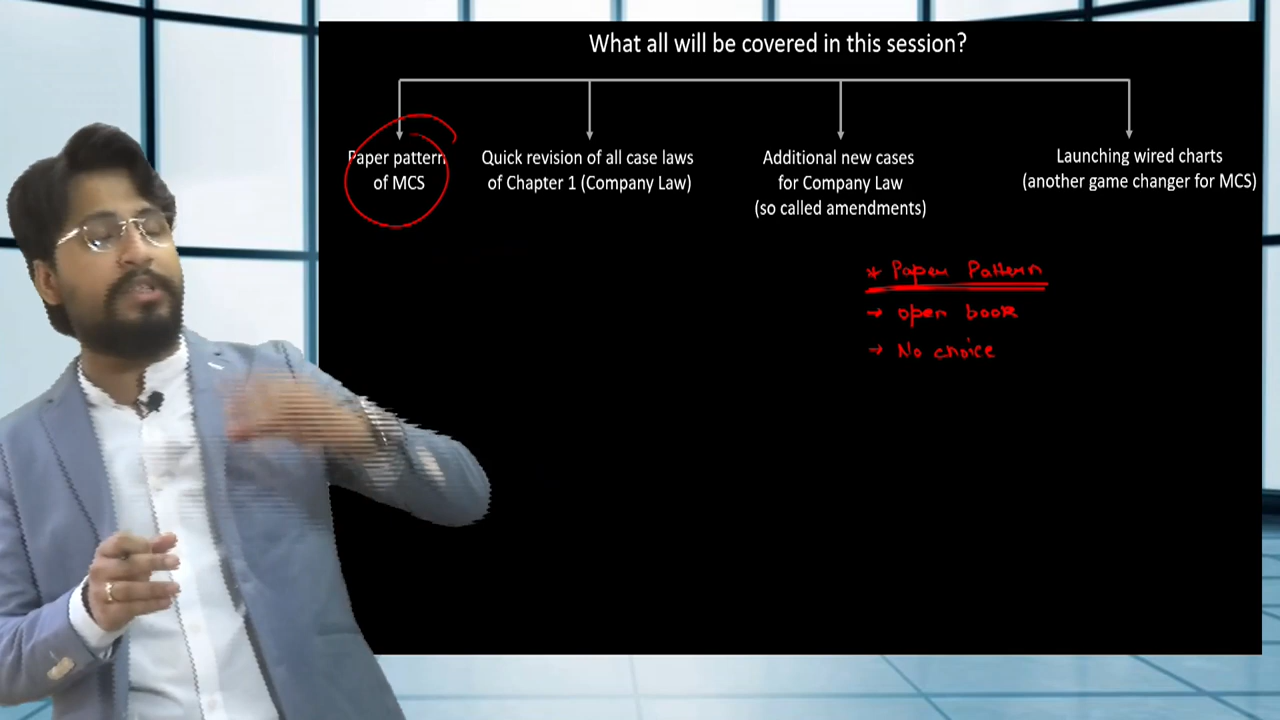 What all will be covered in this session?
Paper pattern
of MCS
Quick revision of all case laws
of Chapter 1 (Company Law)
Additional new cases
for Company Law
(so called amendments)
Launching wired charts
(another game changer for MCS)
* Paper Pattern
→ open book
→ No choice